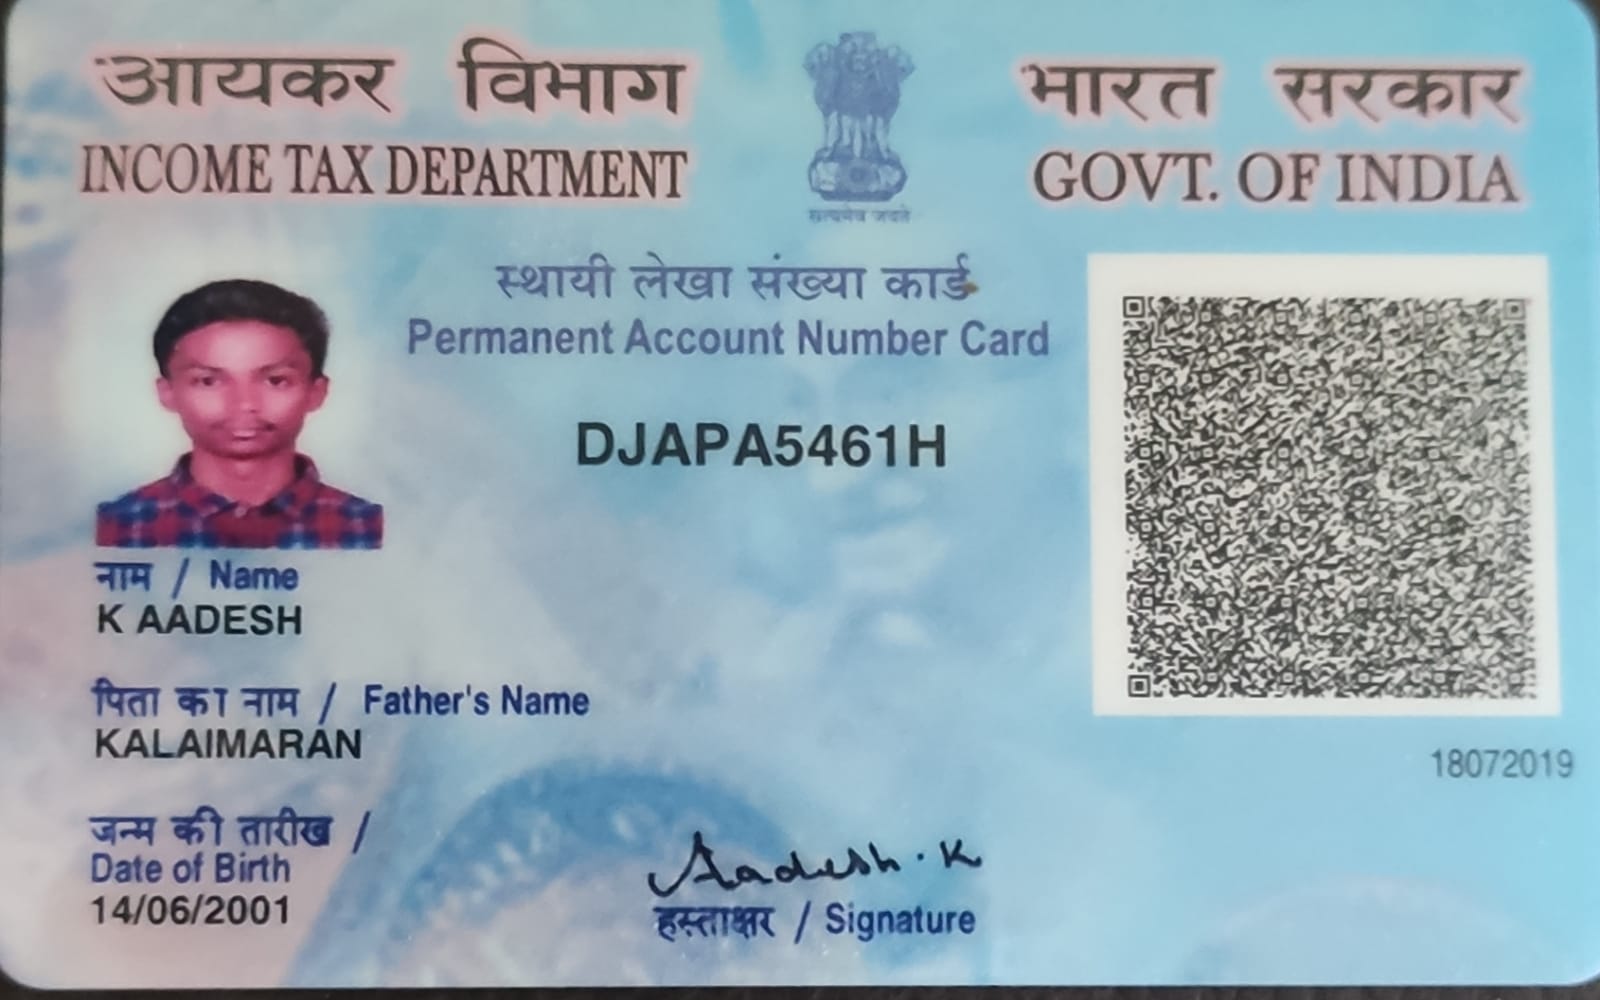 आयकर विभाग
INCOME TAX DEPARTMENT
सत्यमेव जयते
भारत सरकार
GOVT. OF INDIA
स्थायी लेखा संख्या कार्ड
Permanent Account Number Card
DJAPA5461H
नाम / Name
K AADESH
पिता का नाम / Father's Name
KALAIMARAN
18072019
जन्म की तारीख /
Date of Birth
14/06/2001
Aadesh . K
हस्ताक्षर / Signature